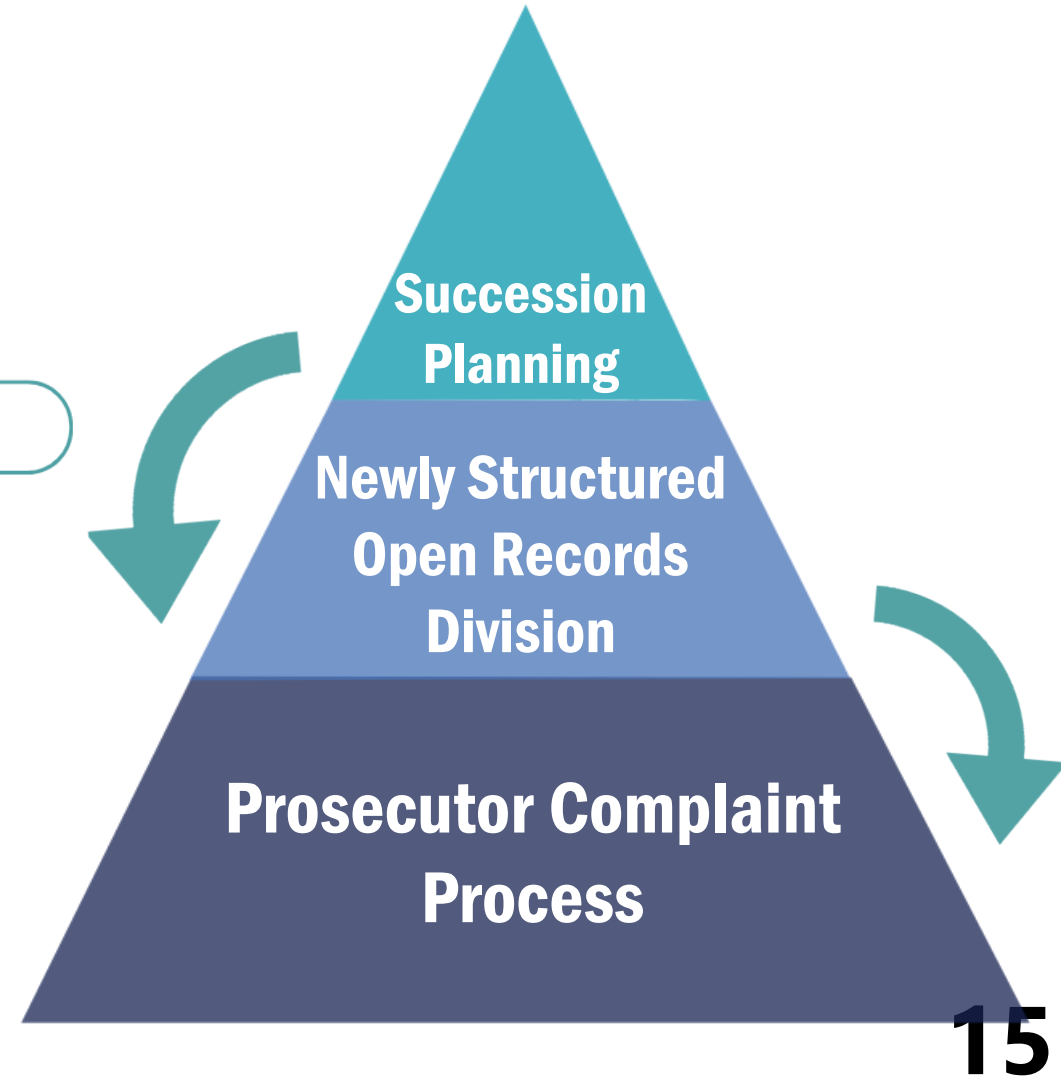 Succession
Planning
Newly Structured
Open Records
Division
Prosecutor Complaint
Process
15